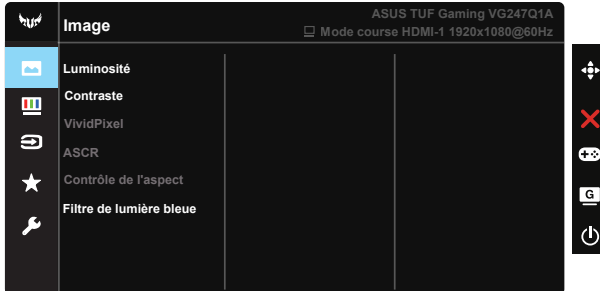 Image
ASUS TUF Gaming VG247Q1A
Mode course HDMI-1 1920x1080@60Hz
Luminosité
Contraste
VividPixel
ASCR
Contrôle de l'aspect
Filtre de lumière bleue
G